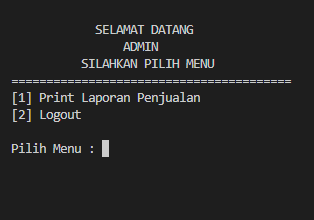 SELAMAT DATANG
ADMIN
SILAHKAN PILIH MENU
========================================
[1] Print Laporan Penjualan
[2] Logout
Pilih Menu :